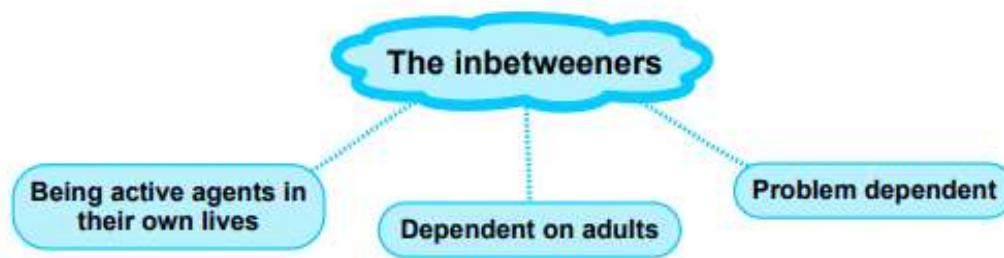 The inbetweeners
Being active agents in
their own lives
Dependent on adults
Problem dependent